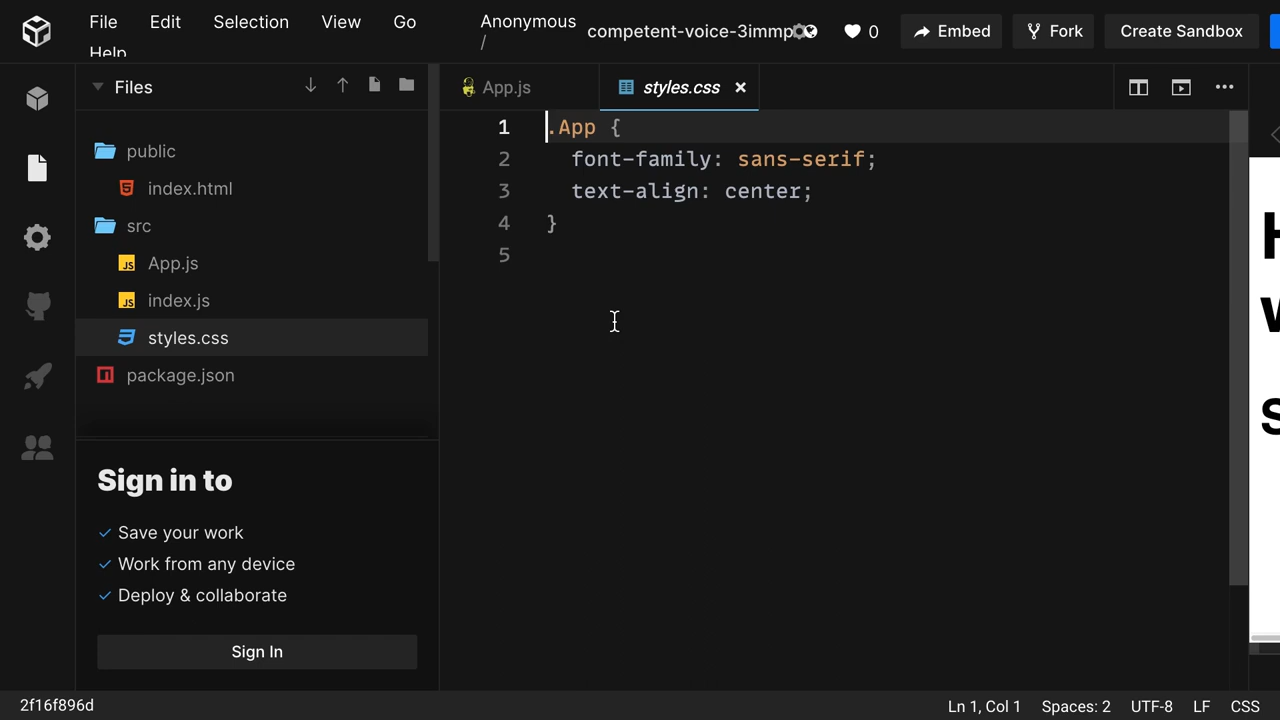 File Edit Selection View Go
Help
Anonymous
/
competent-voice-3immp
0
Embed
Fork
Create Sandbox
Files
public
index.html
src
JS App.js
JS index.js
styles.css
package.json
Sign in to
Save your work
Work from any device
Deploy & collaborate
Sign In
App.js
styles.css
1 .App {
2 font-family: sans-serif;
3 text-align: center;
4 }
5
2f16f896d
Ln 1, Col 1 Spaces: 2 UTF-8 LF CSS